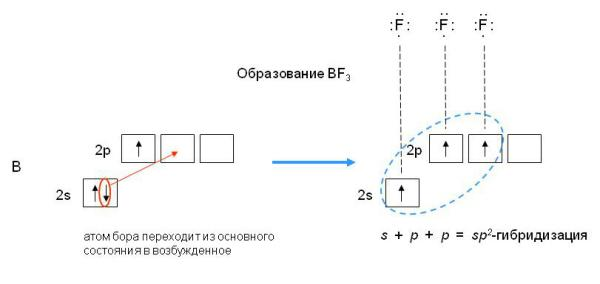 :F̈: :F̈: :F̈:
Образование BF3
2p ↑
B
2s ↑↓
2p ↑ ↑
2s ↑
атом бора переходит из основного
состояния в возбужденное
s + p + p = sp²-гибридизация